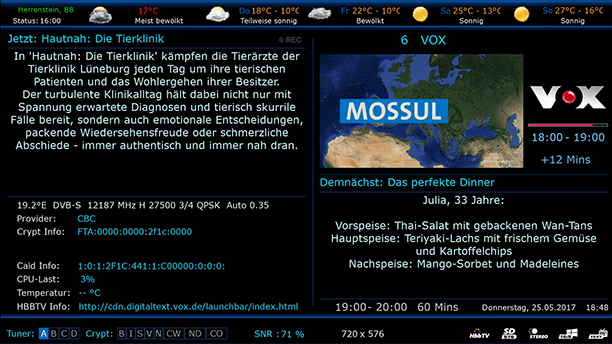 Herrenstein, BB
Status: 16:00
17°C
Meist bewölkt
Do 18°C - 10°C
Teilweise sonnig
Fr 22°C - 10°C
Bewölkt
Sa 25°C - 13°C
Sonnig
So 27°C - 16°C
Sonnig
Jetzt: Hautnah: Die Tierklinik
REC
In 'Hautnah: Die Tierklinik' kämpfen die Tierärzte der
Tierklinik Lüneburg jeden Tag um ihre tierischen
Patienten und das Wohlergehen ihrer Besitzer.
Der turbulente Klinikalltag hält dabei nicht nur mit
Spannung erwartete Diagnosen und tierisch skurrile
Fälle bereit, sondern auch emotionale Entscheidungen,
packende Wiedersehensfreude oder schmerzliche
Abschiede - immer authentisch und immer nah dran.
6 VOX
MOSSUL
VOX
18:00 - 19:00
+12 Mins
19.2°E DVB-S 12187 MHz H 27500 3/4 QPSK Auto 0.35
Provider: CBC
Crypt Info: FTA:0000:0000:2f1c:0000
Caid Info: 1:0:1:2F1C:441:1:C00000:0:0:0:
CPU-Last: 3%
Temperatur: -- °C
HBBTV Info: http://cdn.digitaltext.vox.de/launchbar/index.html
Demnächst: Das perfekte Dinner
Julia, 33 Jahre:
Vorspeise: Thai-Salat mit gebackenen Wan-Tans
Hauptspeise: Teriyaki-Lachs mit frischem Gemüse
und Kartoffelchips
Nachspeise: Mango-Sorbet und Madeleines
19:00- 20:00 60 Mins
Donnerstag, 25.05.2017 18:48
Tuner: A B C D Crypt: B I S V N CW ND CO SNR : 71 % 720 x 576
HbbTV SD 576 STEREO